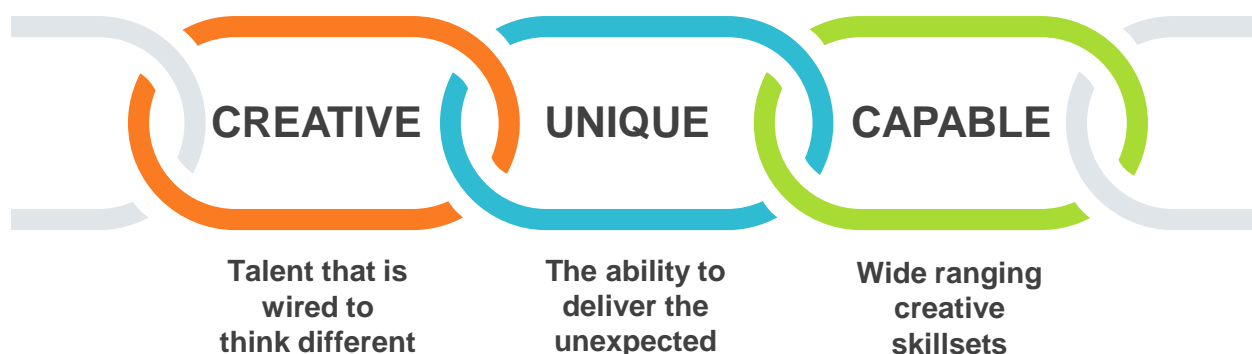 CREATIVE
UNIQUE
CAPABLE
Talent that is
wired to
think different
The ability to
deliver the
unexpected
Wide ranging
creative
skillsets